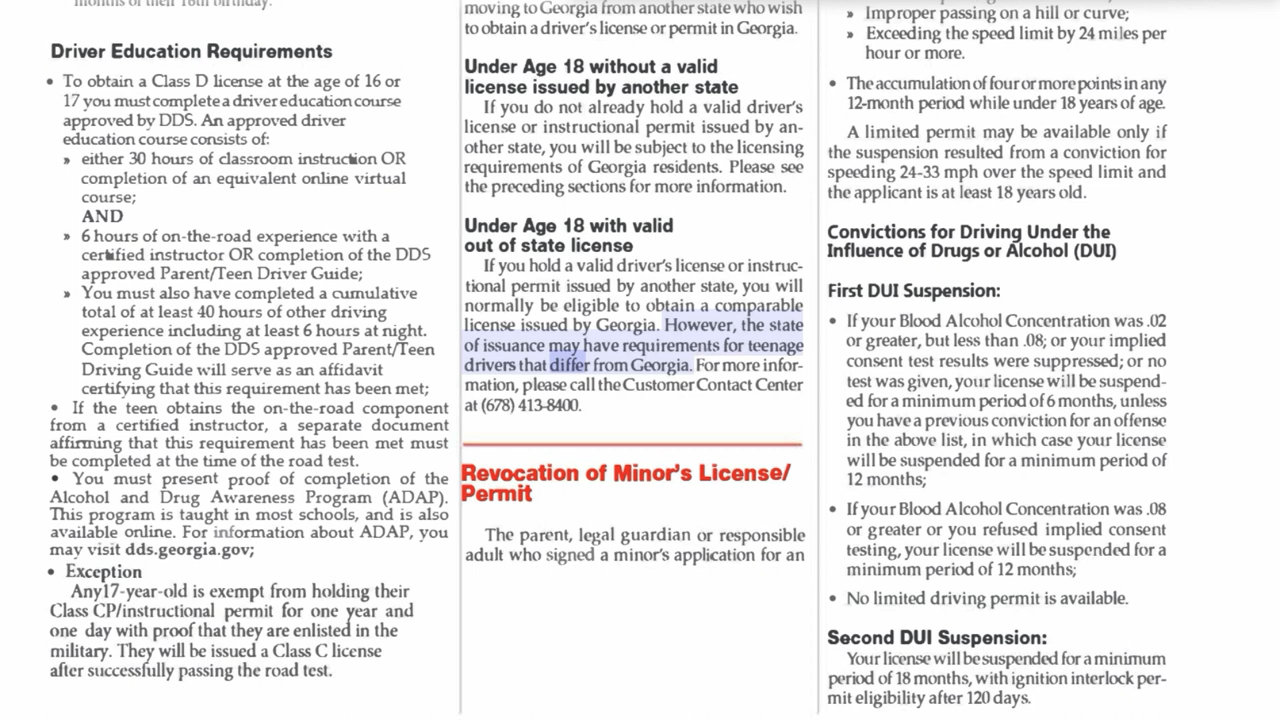 months of their 16th birthday.
Driver Education Requirements
• To obtain a Class D license at the age of 16 or
17 you must complete a driver education course
approved by DDS. An approved driver
education course consists of:
» either 30 hours of classroom instruction OR
completion of an equivalent online virtual
course;
AND
» 6 hours of on-the-road experience with a
certified instructor OR completion of the DDS
approved Parent/Teen Driver Guide;
» You must also have completed a cumulative
total of at least 40 hours of other driving
experience including at least 6 hours at night.
Completion of the DDS approved Parent/Teen
Driving Guide will serve as an affidavit
certifying that this requirement has been met;
• If the teen obtains the on-the-road component
from a certified instructor, a separate document
affirming that this requirement has been met must
be completed at the time of the road test.
• You must present proof of completion of the
Alcohol and Drug Awareness Program (ADAP).
This program is taught in most schools, and is also
available online. For information about ADAP, you
may visit dds.georgia.gov;
• Exception
Any17-year-old is exempt from holding their
Class CP/instructional permit for one year and
one day with proof that they are enlisted in the
military. They will be issued a Class C license
after successfully passing the road test.
moving to Georgia from another state who wish
to obtain a driver's license or permit in Georgia.
Under Age 18 without a valid
license issued by another state
If you do not already hold a valid driver's
license or instructional permit issued by an-
other state, you will be subject to the licensing
requirements of Georgia residents. Please see
the preceding sections for more information.
Under Age 18 with valid
out of state license
If you hold a valid driver's license or instruc-
tional permit issued by another state, you will
normally be eligible to obtain a comparable
license issued by Georgia. However, the state
of issuance may have requirements for teenage
drivers that differ from Georgia. For more infor-
mation, please call the Customer Contact Center
at (678) 413-8400.
Revocation of Minor's License/
Permit
The parent, legal guardian or responsible
adult who signed a minor's application for an
» Improper passing on a hill or curve;
» Exceeding the speed limit by 24 miles per
hour or more.
• The accumulation of four or more points in any
12-month period while under 18 years of age.
A limited permit may be available only if
the suspension resulted from a conviction for
speeding 24-33 mph over the speed limit and
the applicant is at least 18 years old.
Convictions for Driving Under the
Influence of Drugs or Alcohol (DUI)
First DUI Suspension:
• If your Blood Alcohol Concentration was .02
or greater, but less than .08; or your implied
consent test results were suppressed; or no
test was given, your license will be suspend-
ed for a minimum period of 6 months, unless
you have a previous conviction for an offense
in the above list, in which case your license
will be suspended for a minimum period of
12 months;
• If your Blood Alcohol Concentration was .08
or greater or you refused implied consent
testing, your license will be suspended for a
minimum period of 12 months;
• No limited driving permit is available.
Second DUI Suspension:
Your license will be suspended for a minimum
period of 18 months, with ignition interlock per-
mit eligibility after 120 days.